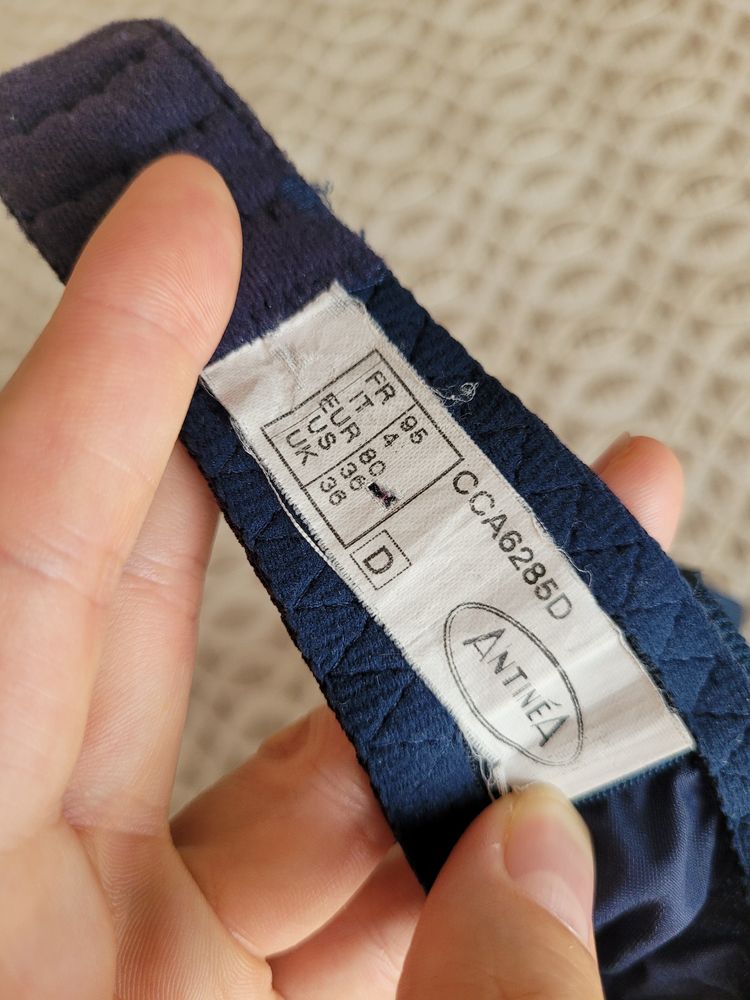 FR 95
IT 4
EUR 80
US 36
UK 36
D
CCA6285D
ANTINÉA